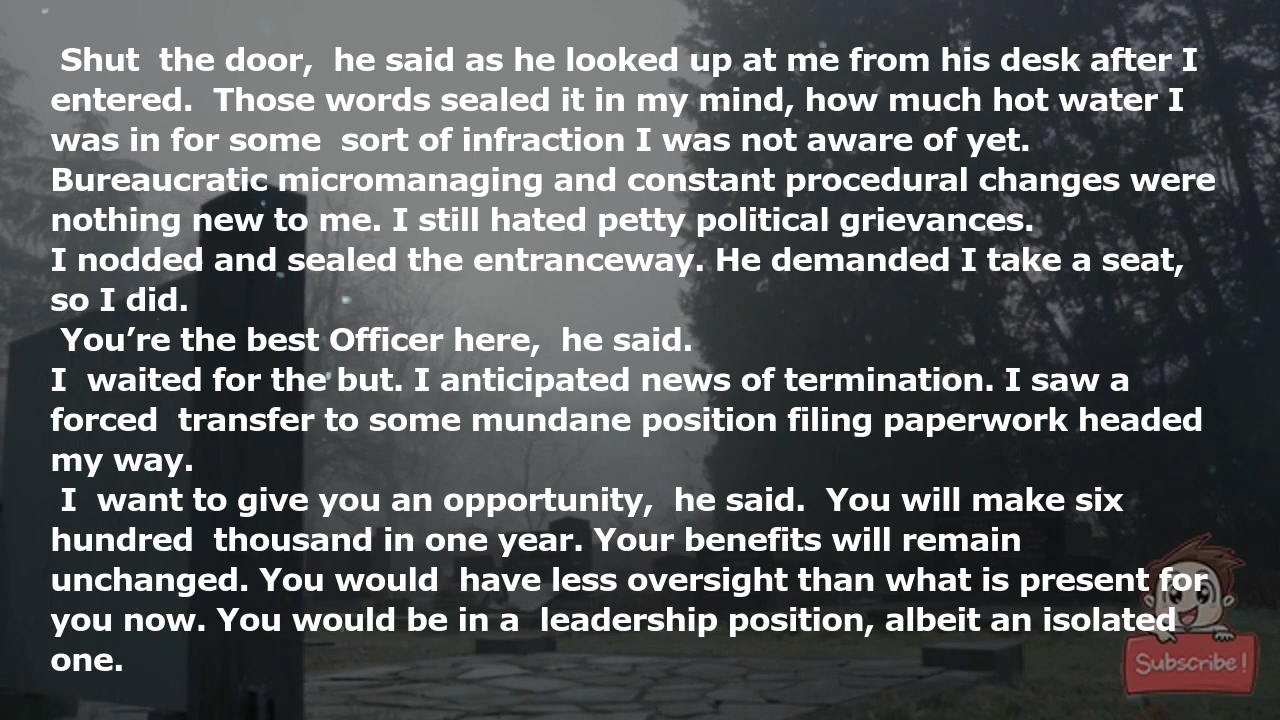 Shut the door, he said as he looked up at me from his desk after I
entered. Those words sealed it in my mind, how much hot water I
was in for some sort of infraction I was not aware of yet.
Bureaucratic micromanaging and constant procedural changes were
nothing new to me. I still hated petty political grievances.
I nodded and sealed the entranceway. He demanded I take a seat,
so I did.
You’re the best Officer here, he said.
I waited for the but. I anticipated news of termination. I saw a
forced transfer to some mundane position filing paperwork headed
my way.
I want to give you an opportunity, he said. You will make six
hundred thousand in one year. Your benefits will remain
unchanged. You would have less oversight than what is present for
you now. You would be in a leadership position, albeit an isolated
one.
Subscribe!